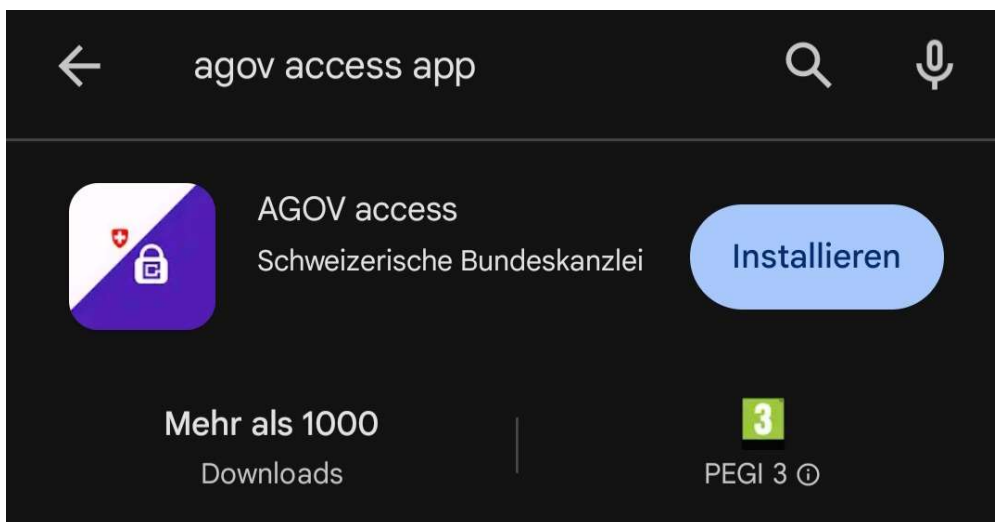 agov access app
AGOV access
Schweizerische Bundeskanzlei
Installieren
Mehr als 1000
Downloads
3
PEGI 3